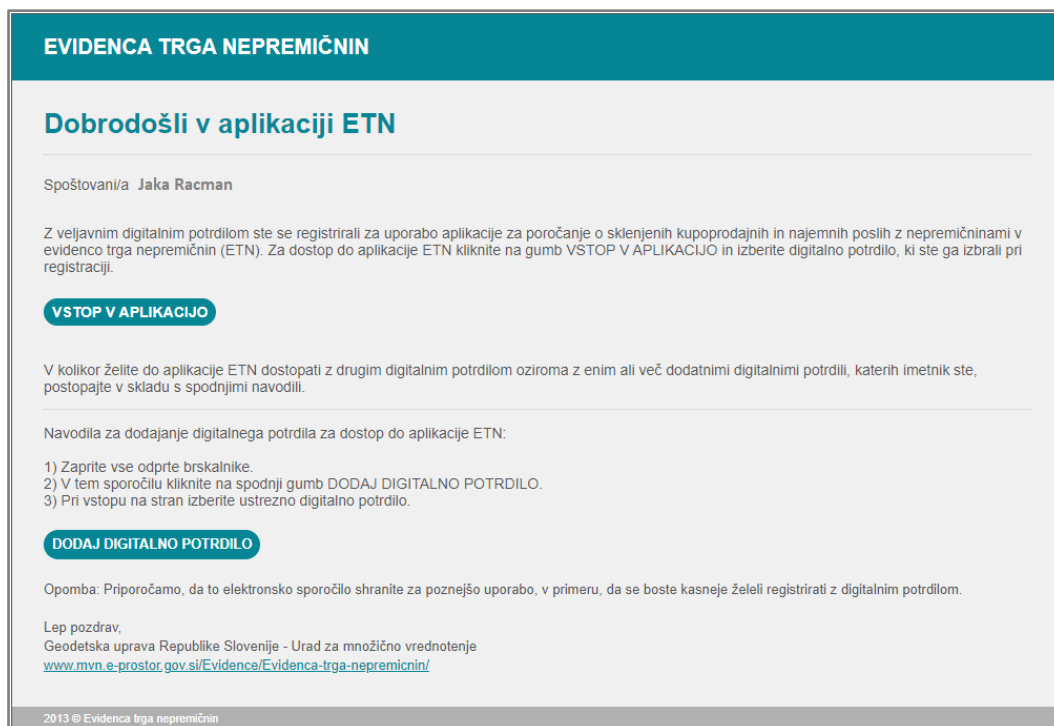 EVIDENCA TRGA NEPREMIČNIN
Dobrodošli v aplikaciji ETN
Spoštovani/a Jaka Racman
Z veljavnim digitalnim potrdilom ste se registrirali za uporabo aplikacije za poročanje o sklenjenih kupoprodajnih in najemnih poslih z nepremičninami v
evidenco trga nepremičnin (ETN). Za dostop do aplikacije ETN kliknite na gumb VSTOP V APLIKACIJO in izberite digitalno potrdilo, ki ste ga izbrali pri
registraciji.
VSTOP V APLIKACIJO
V kolikor želite do aplikacije ETN dostopati z drugim digitalnim potrdilom oziroma z enim ali več dodatnimi digitalnimi potrdili, katerih imetnik ste,
postopajte v skladu s spodnjimi navodili.
Navodila za dodajanje digitalnega potrdila za dostop do aplikacije ETN:
1) Zaprite vse odprte brskalnike.
2) V tem sporočilu kliknite na spodnji gumb DODAJ DIGITALNO POTRDILO.
3) Pri vstopu na stran izberite ustrezno digitalno potrdilo.
DODAJ DIGITALNO POTRDILO
Opomba: Priporočamo, da to elektronsko sporočilo shranite za poznejšo uporabo, v primeru, da se boste kasneje želeli registrirati z digitalnim potrdilom.
Lep pozdrav,
Geodetska uprava Republike Slovenije - Urad za množično vrednotenje
www.mvn.e-prostor.gov.si/Evidence/Evidenca-trga-nepremicnin/
2013 © Evidenca trga nepremičnin